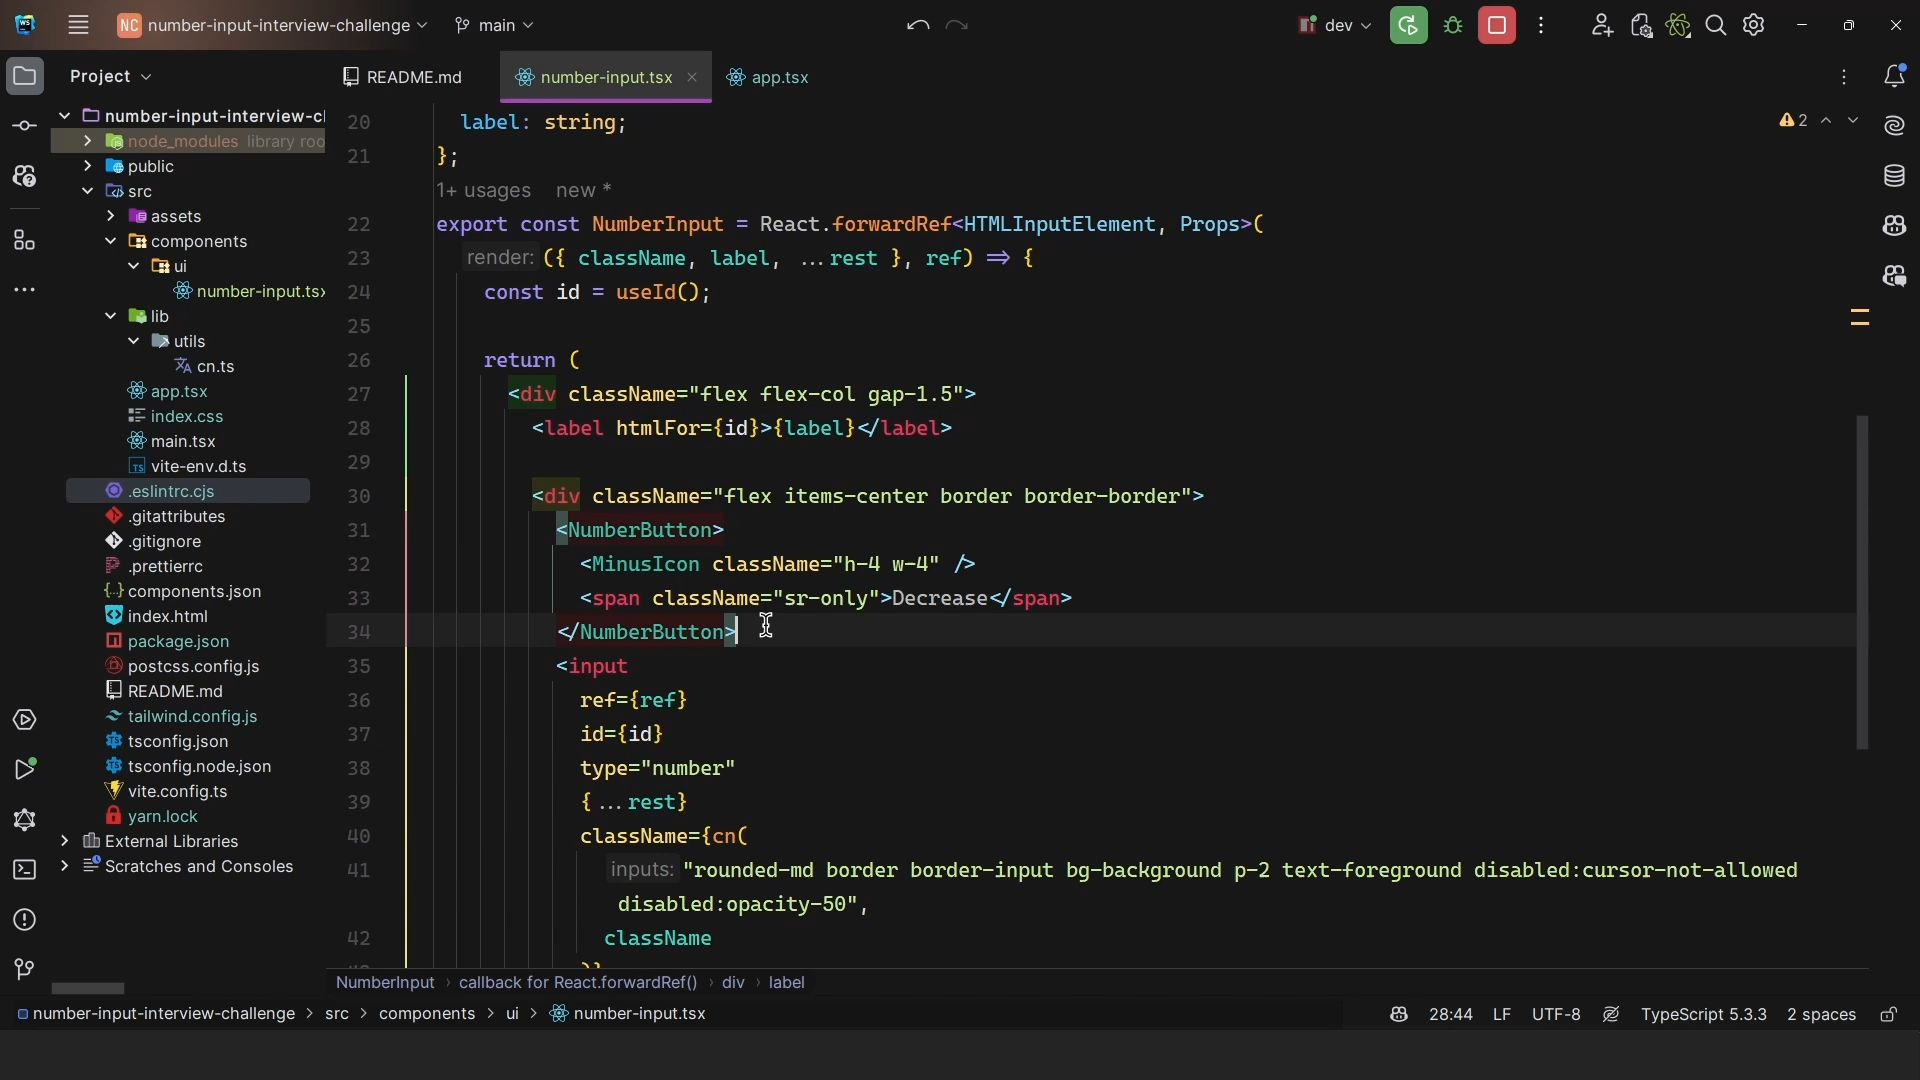 NC number-input-interview-challenge main dev
Project
README.md number-input.tsx app.tsx
number-input-interview-cl
node_modules library roo
public
src
assets
components
ui
number-input.tsx
lib
utils
cn.ts
app.tsx
index.css
main.tsx
vite-env.d.ts
.eslintrc.cjs
.gitattributes
.gitignore
.prettierrc
components.json
index.html
package.json
postcss.config.js
README.md
tailwind.config.js
tsconfig.json
tsconfig.node.json
vite.config.ts
yarn.lock
External Libraries
Scratches and Consoles
2
20 label: string;
21 };
1+ usages new *
22 export const NumberInput = React.forwardRef<HTMLInputElement, Props>(
23 render: ({ className, label, ...rest }, ref) => {
24 const id = useId();
25
26 return (
27 <div className="flex flex-col gap-1.5">
28 <label htmlFor={id}>{label}</label>
29
30 <div className="flex items-center border border-border">
31 <NumberButton>
32 <MinusIcon className="h-4 w-4" />
33 <span className="sr-only">Decrease</span>
34 </NumberButton>
35 <input
36 ref={ref}
37 id={id}
38 type="number"
39 {...rest}
40 className={cn(
41 inputs: "rounded-md border border-input bg-background p-2 text-foreground disabled:cursor-not-allowed
disabled:opacity-50",
42 className
)}
NumberInput › callback for React.forwardRef() › div › label
number-input-interview-challenge > src > components > ui > number-input.tsx 28:44 LF UTF-8 TypeScript 5.3.3 2 spaces